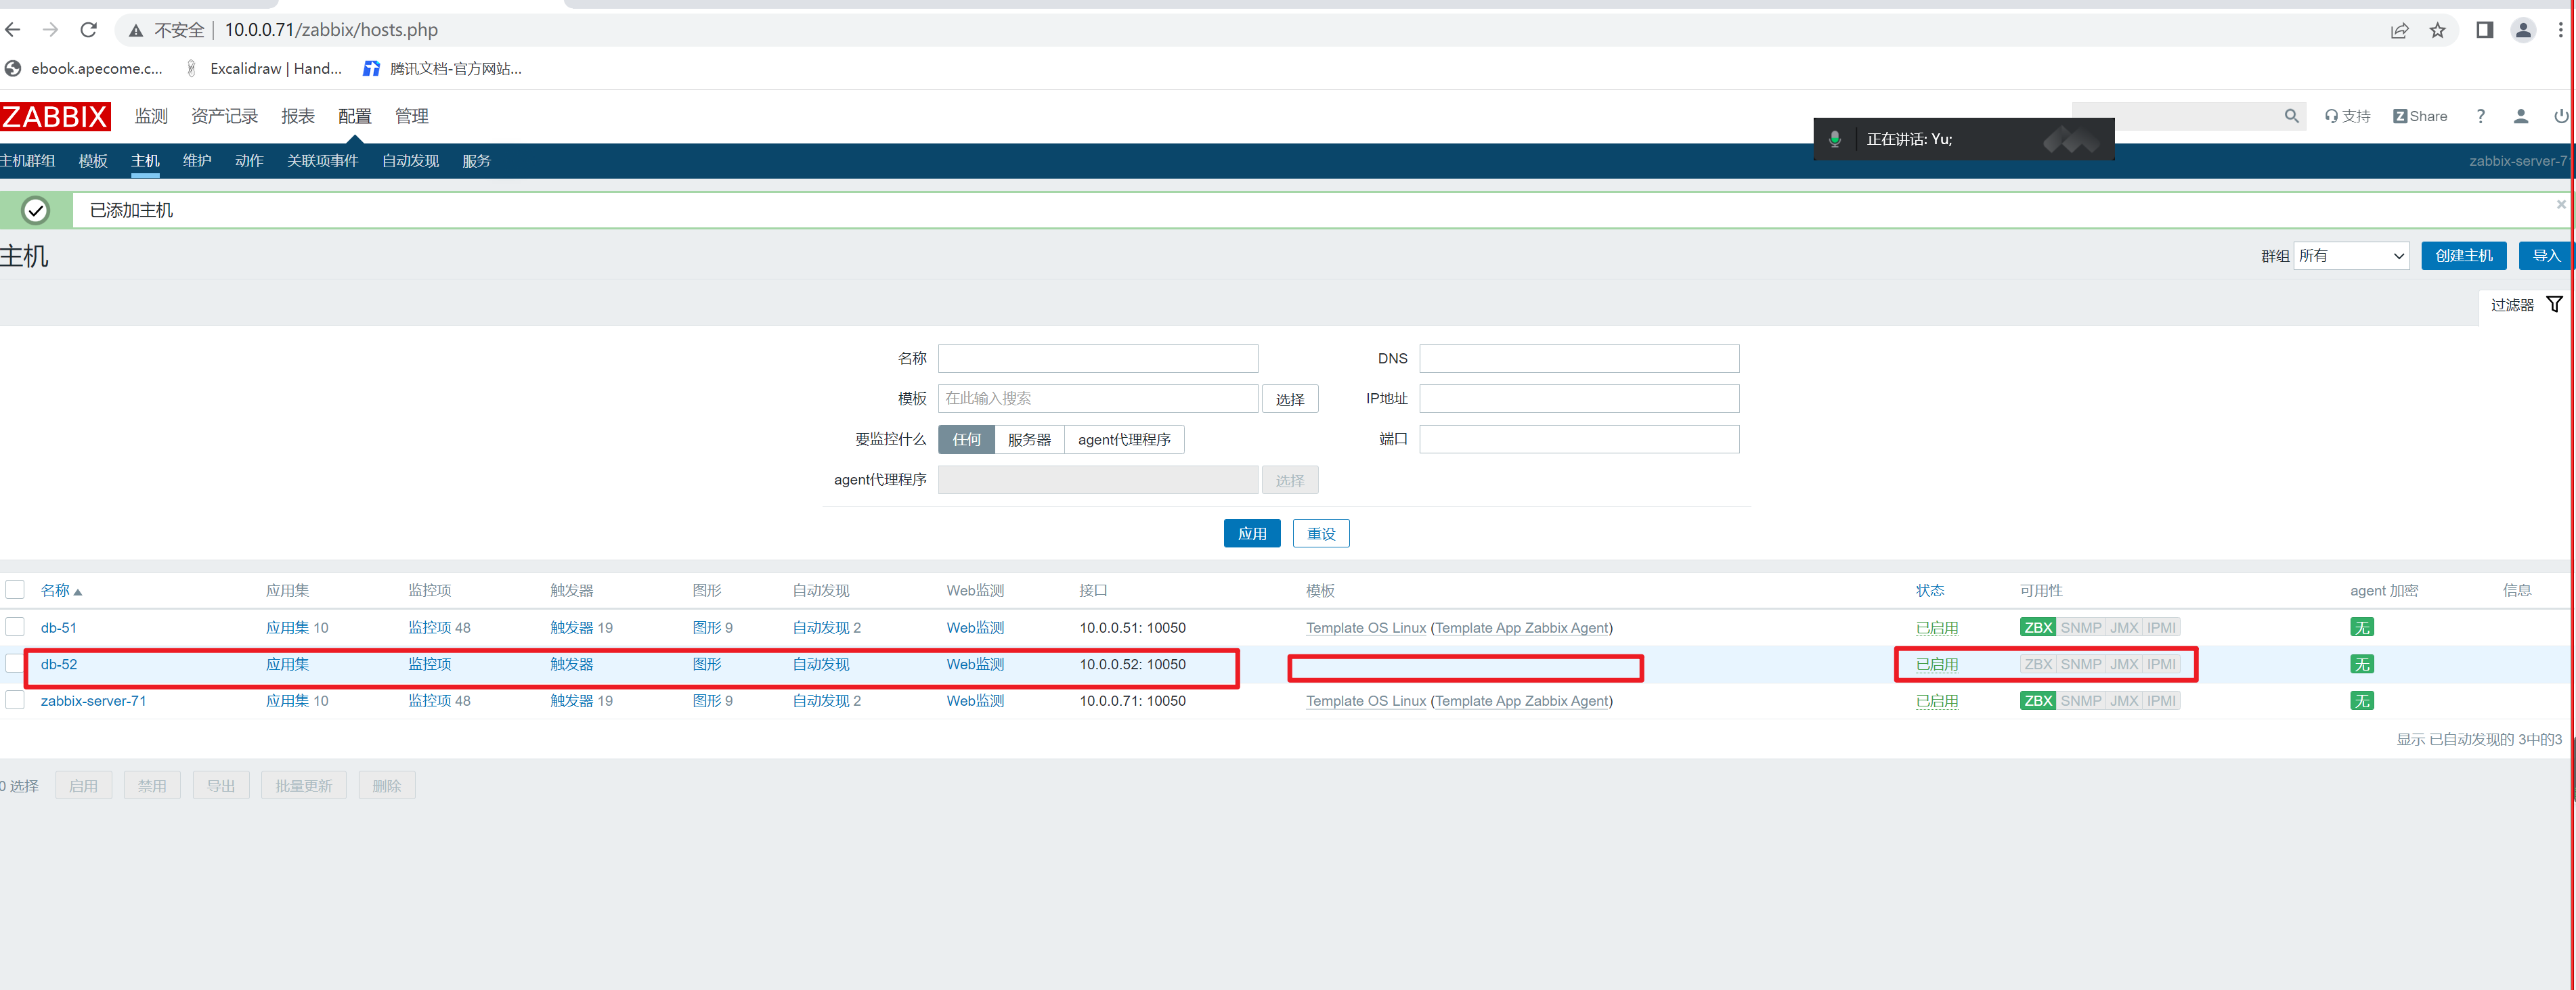 不安全 10.0.0.71/zabbix/hosts.php
ebook.apecome.c... Excalidraw | Hand... 腾讯文档-官方网站...
ZABBIX 监测 资产记录 报表 配置 管理 支持 Z Share ?
正在讲话: Yu;
主机群组 模板 主机 维护 动作 关联项事件 自动发现 服务 zabbix-server-7
已添加主机
主机 群组 所有 创建主机 导入
过滤器
名称 DNS
模板 在此输入搜索 选择 IP地址
要监控什么 任何 服务器 agent代理程序 端口
agent代理程序 选择
应用 重设
名称 应用集 监控项 触发器 图形 自动发现 Web监测 接口 模板 状态 可用性 agent 加密 信息
db-51 应用集 10 监控项 48 触发器 19 图形 9 自动发现 2 Web监测 10.0.0.51: 10050 Template OS Linux (Template App Zabbix Agent) 已启用 ZBX SNMP JMX IPMI 无
db-52 应用集 监控项 触发器 图形 自动发现 Web监测 10.0.0.52: 10050 已启用 ZBX SNMP JMX IPMI 无
zabbix-server-71 应用集 10 监控项 48 触发器 19 图形 9 自动发现 2 Web监测 10.0.0.71: 10050 Template OS Linux (Template App Zabbix Agent) 已启用 ZBX SNMP JMX IPMI 无
显示 已自动发现的 3中的3
0 选择 启用 禁用 导出 批量更新 删除